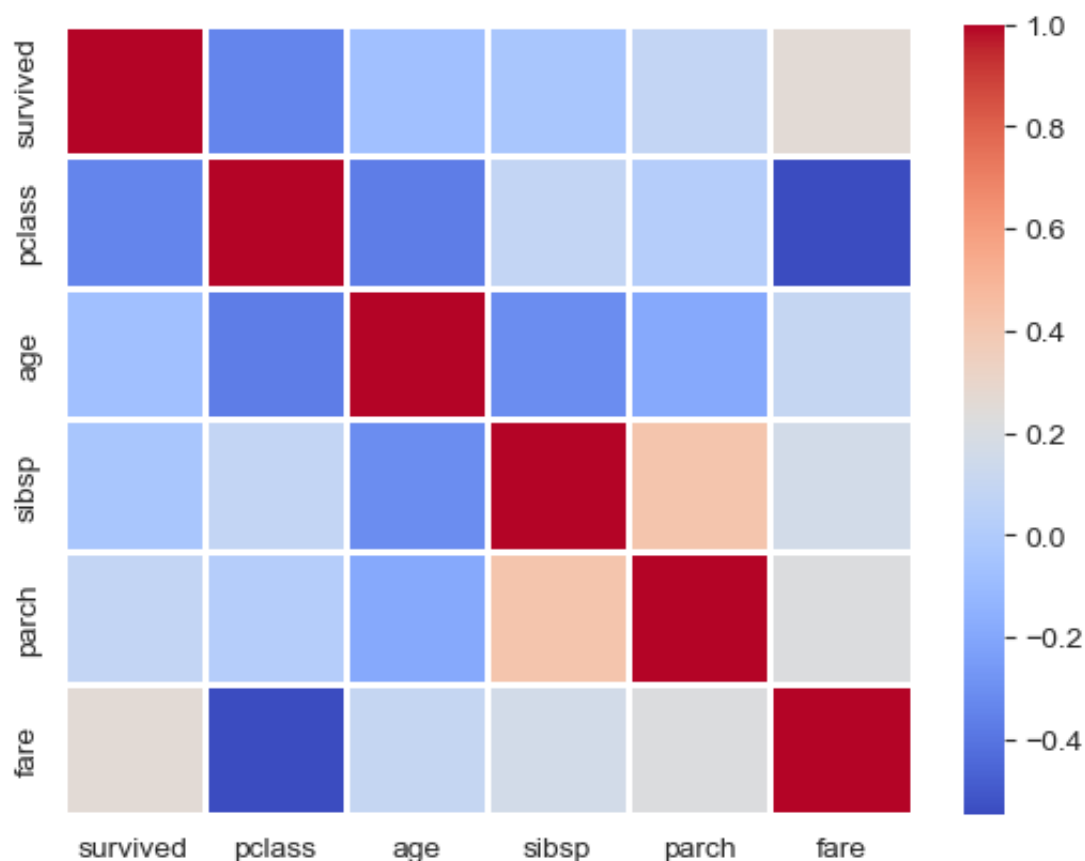 survived
pclass
age
sibsp
parch
fare
survived pclass age sibsp parch fare
1.0
0.8
0.6
0.4
0.2
0.0
−0.2
−0.4